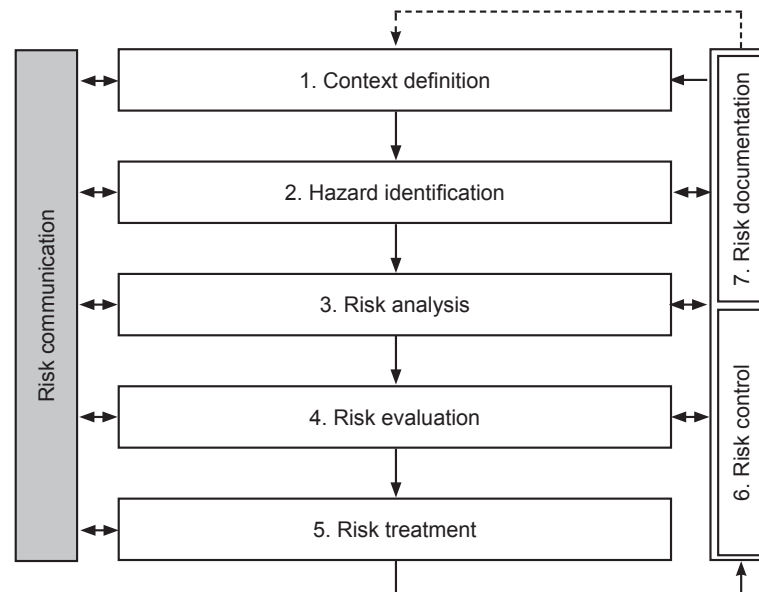 Risk communication
1. Context definition
2. Hazard identification
3. Risk analysis
4. Risk evaluation
5. Risk treatment
7. Risk documentation
6. Risk control